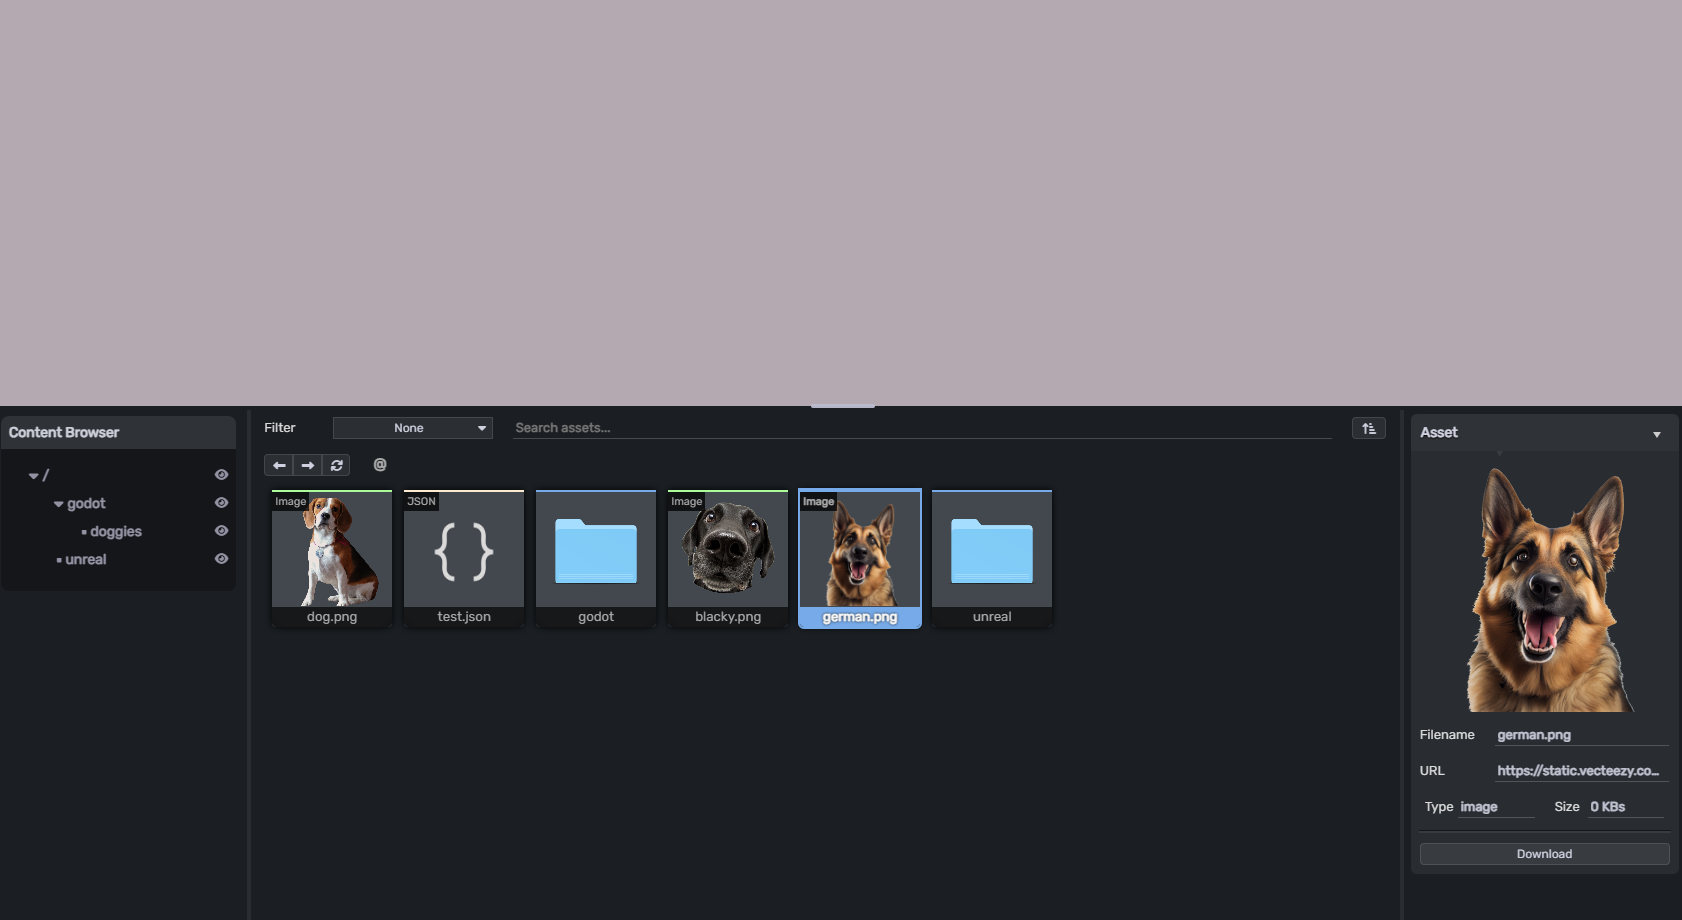 Content Browser
/
godot
doggies
unreal
Filter
None
Search assets...
@
Image
JSON
Image
Image
dog.png
test.json
godot
blacky.png
german.png
unreal
Asset
Filename german.png
URL https://static.vecteezy.co...
Type image Size 0 KBs
Download